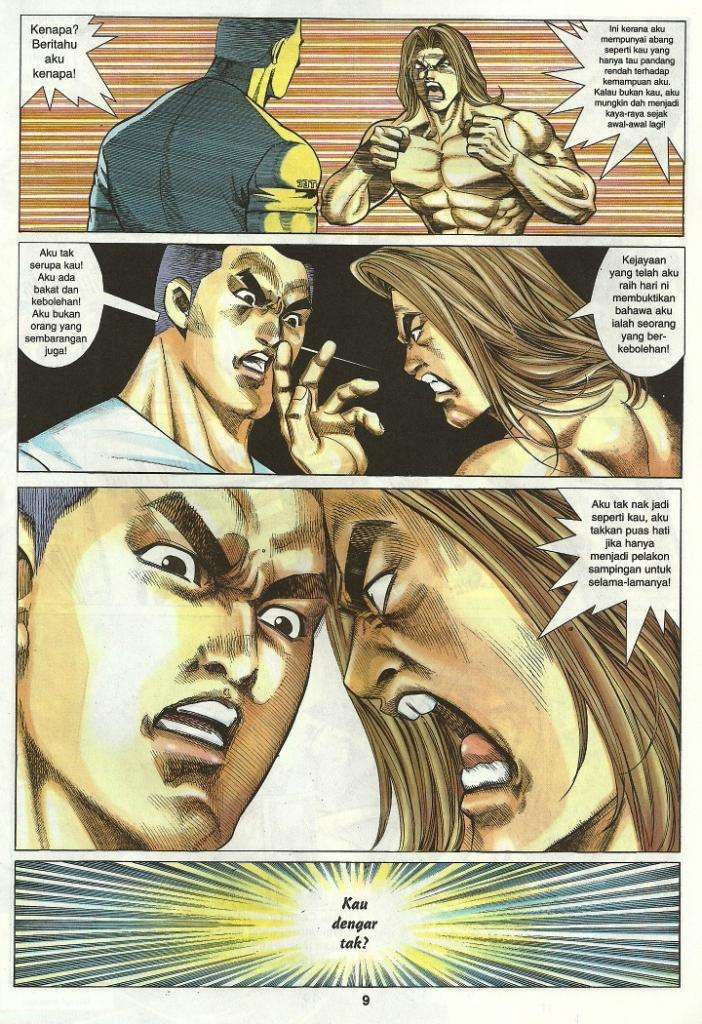 Kenapa?
Beritahu
aku
kenapa!
Ini kerana aku
mempunyai abang
seperti kau yang
hanya tau pandang
rendah terhadap
kemampuan aku.
Kalau bukan kau, aku
mungkin dah menjadi
kaya-raya sejak
awal-awal lagi!
Aku tak
serupa kau!
Aku ada
bakat dan
kebolehan!
Aku bukan
orang yang
sembarangan
juga!
Kejayaan
yang telah aku
raih hari ni
membuktikan
bahawa aku
ialah seorang
yang ber-
kebolehan!
Aku tak nak jadi
seperti kau, aku
takkan puas hati
jika hanya
menjadi pelakon
sampingan untuk
selama-lamanya!
Kau
dengar
tak?
9